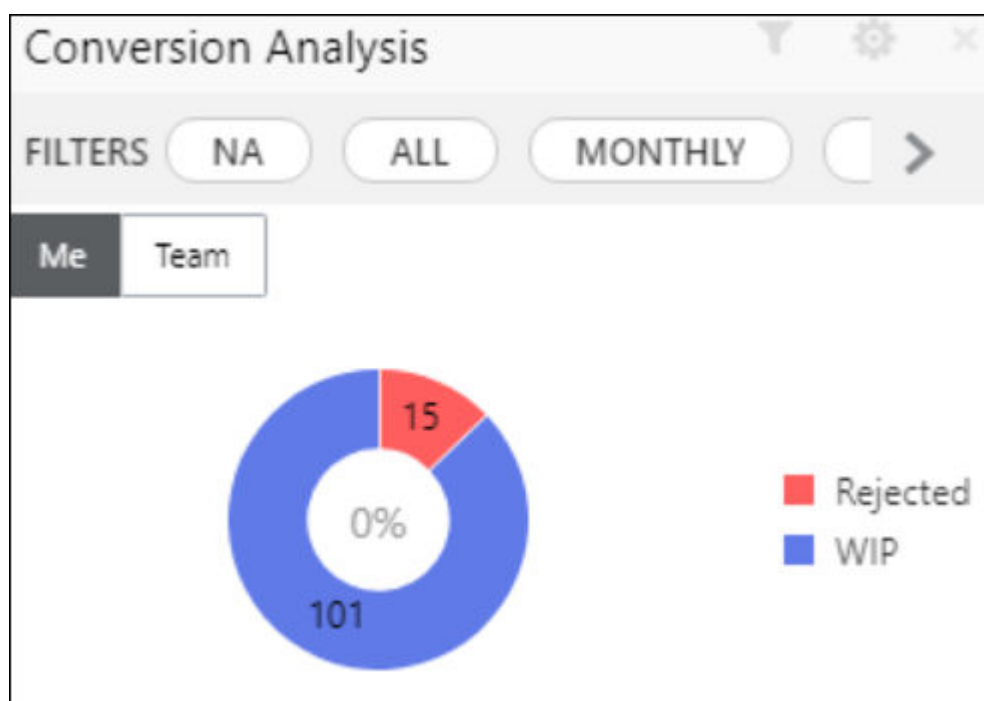 Conversion Analysis
FILTERS NA ALL MONTHLY
Me Team
15
0%
101
Rejected
WIP